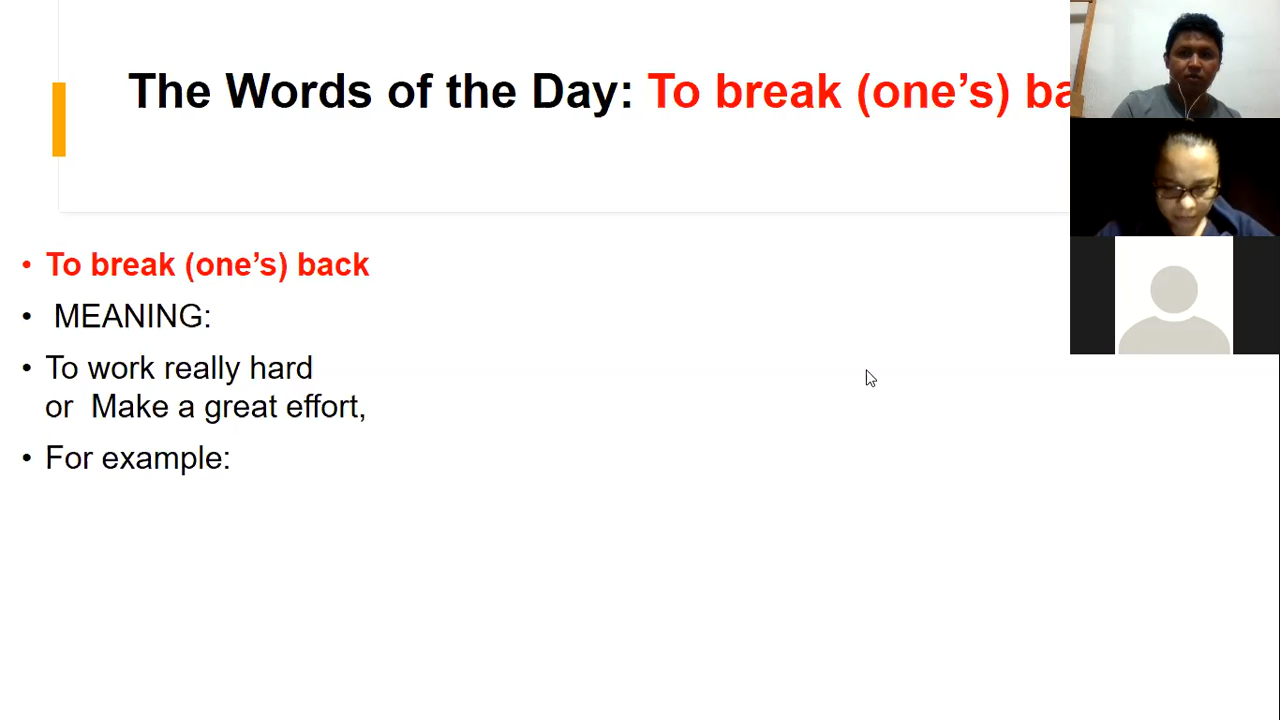 The Words of the Day: To break (one’s) ba
• To break (one’s) back
• MEANING:
• To work really hard
or Make a great effort,
• For example: